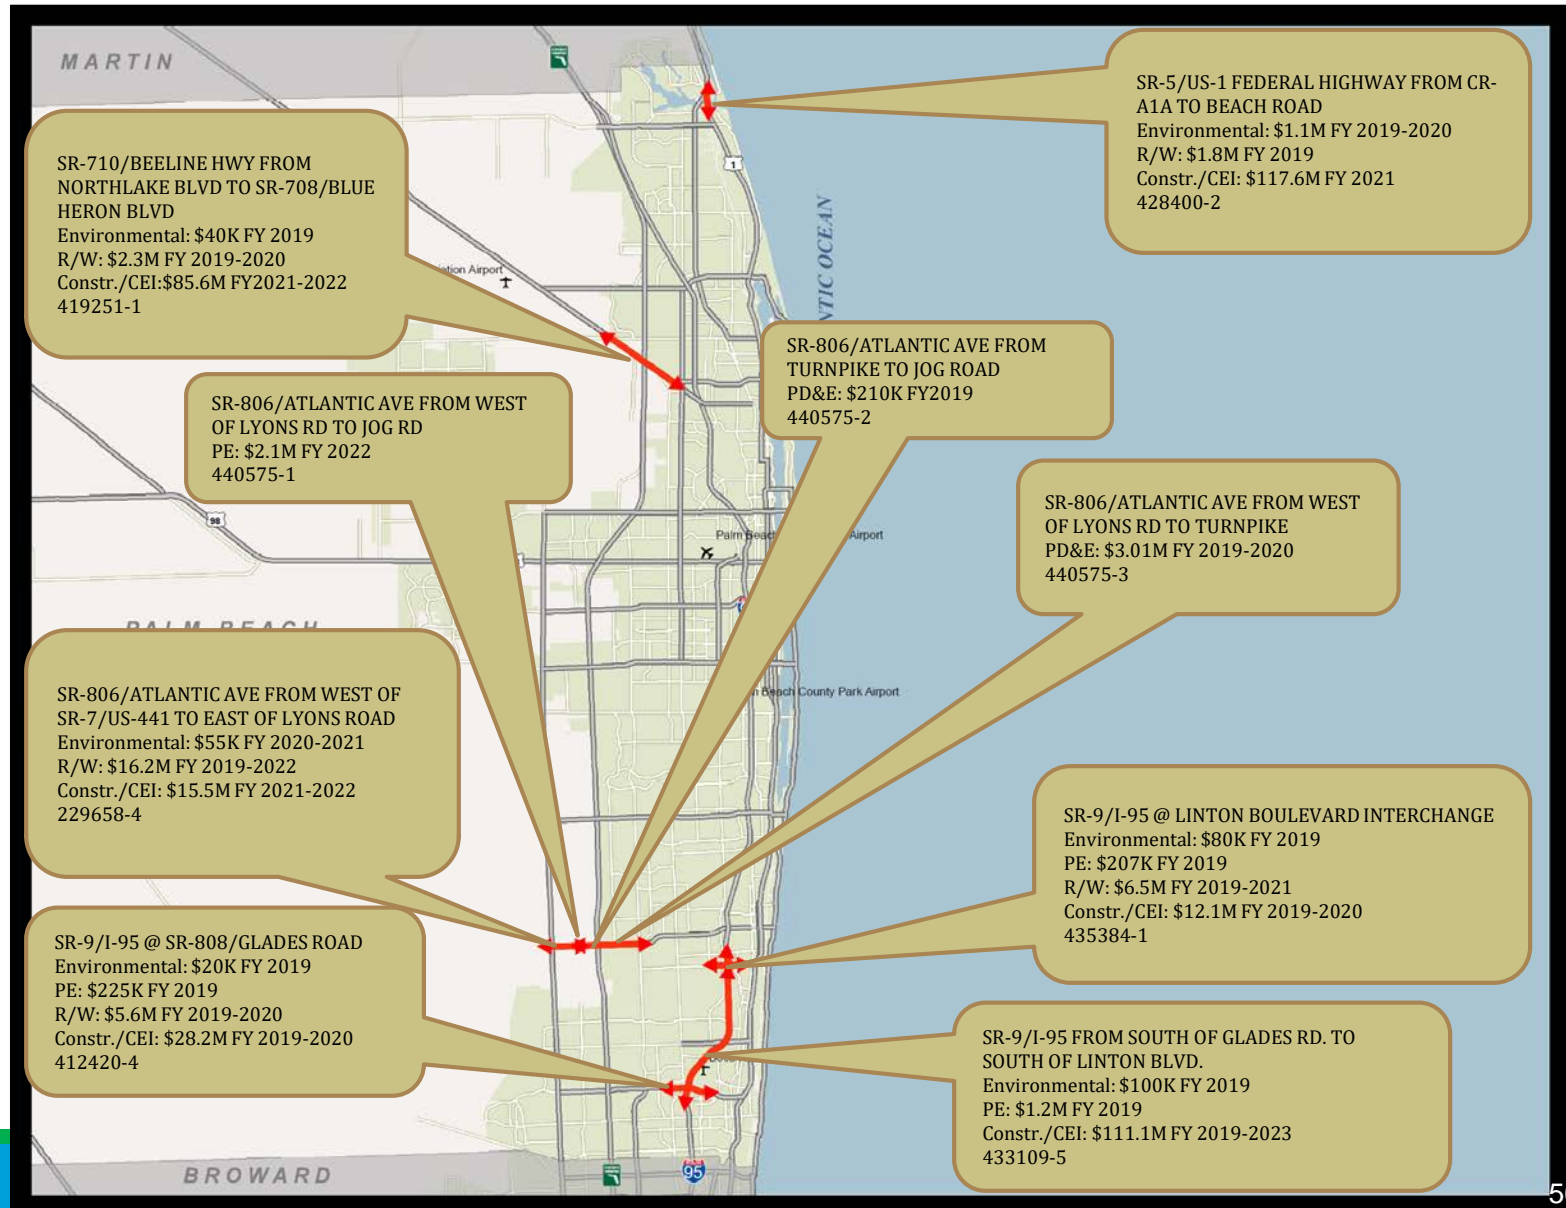 MARTIN
SR-5/US-1 FEDERAL HIGHWAY FROM CR-
A1A TO BEACH ROAD
Environmental: $1.1M FY 2019-2020
R/W: $1.8M FY 2019
Constr./CEI: $117.6M FY 2021
428400-2
SR-710/BEELINE HWY FROM
NORTHLAKE BLVD TO SR-708/BLUE
HERON BLVD
Environmental: $40K FY 2019
R/W: $2.3M FY 2019-2020
Constr./CEI:$85.6M FY2021-2022
419251-1
1
Airport
OCEAN
SR-806/ATLANTIC AVE FROM
TURNPIKE TO JOG ROAD
PD&E: $210K FY2019
440575-2
SR-806/ATLANTIC AVE FROM WEST
OF LYONS RD TO JOG RD
PE: $2.1M FY 2022
440575-1
SR-806/ATLANTIC AVE FROM WEST
OF LYONS RD TO TURNPIKE
PD&E: $3.01M FY 2019-2020
440575-3
98
Palm Beach Airport
PALM BEACH
SR-806/ATLANTIC AVE FROM WEST OF
SR-7/US-441 TO EAST OF LYONS ROAD
Environmental: $55K FY 2020-2021
R/W: $16.2M FY 2019-2022
Constr./CEI: $15.5M FY 2021-2022
229658-4
Beach County Park Airport
SR-9/I-95 @ LINTON BOULEVARD INTERCHANGE
Environmental: $80K FY 2019
PE: $207K FY 2019
R/W: $6.5M FY 2019-2021
Constr./CEI: $12.1M FY 2019-2020
435384-1
SR-9/I-95 @ SR-808/GLADES ROAD
Environmental: $20K FY 2019
PE: $225K FY 2019
R/W: $5.6M FY 2019-2020
Constr./CEI: $28.2M FY 2019-2020
412420-4
SR-9/I-95 FROM SOUTH OF GLADES RD. TO
SOUTH OF LINTON BLVD.
Environmental: $100K FY 2019
PE: $1.2M FY 2019
Constr./CEI: $111.1M FY 2019-2023
433109-5
BROWARD
95